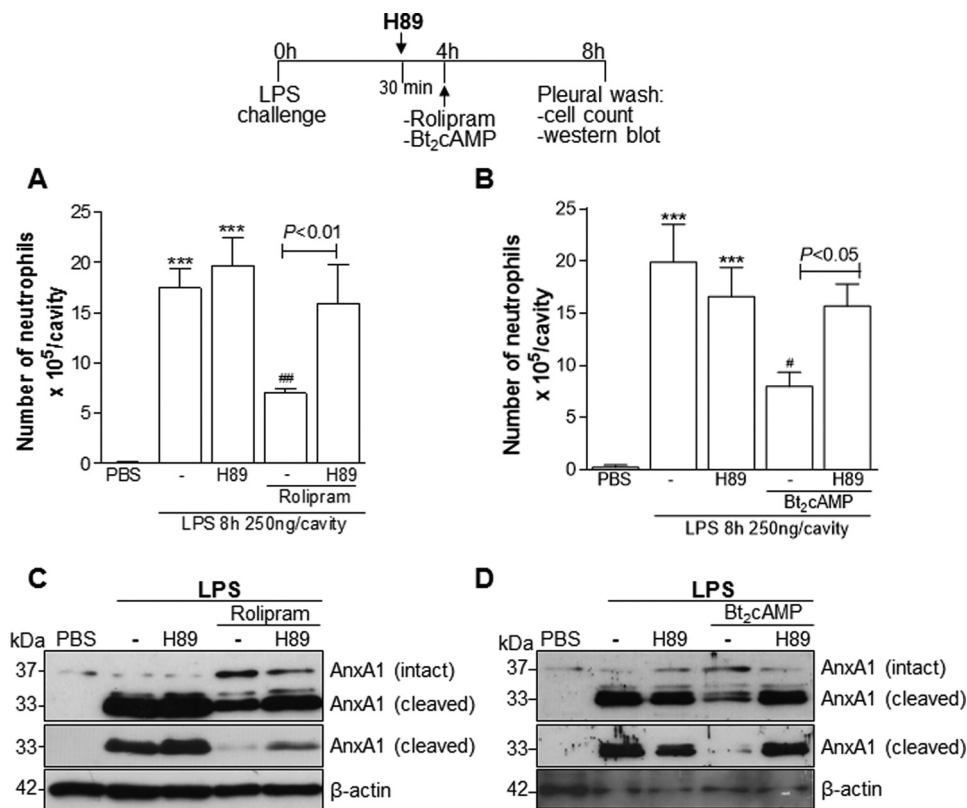 H89
0h 4h 8h
30 min
LPS challenge
-Rolipram
-Bt₂cAMP
Pleural wash:
-cell count
-western blot
A
Number of neutrophils
x 10⁵/cavity
25
20
15
10
5
0
*** *** ## P<0.01
PBS - H89 - H89
Rolipram
LPS 8h 250ng/cavity
B
Number of neutrophils
x 10⁵/cavity
25
20
15
10
5
0
*** *** # P<0.05
PBS - H89 - H89
Bt₂cAMP
LPS 8h 250ng/cavity
C
LPS
Rolipram
kDa PBS - H89 - H89
37 AnxA1 (intact)
33 AnxA1 (cleaved)
33 AnxA1 (cleaved)
42 β-actin
D
LPS
Bt₂cAMP
kDa PBS - H89 - H89
37 AnxA1 (intact)
33 AnxA1 (cleaved)
33 AnxA1 (cleaved)
42 β-actin